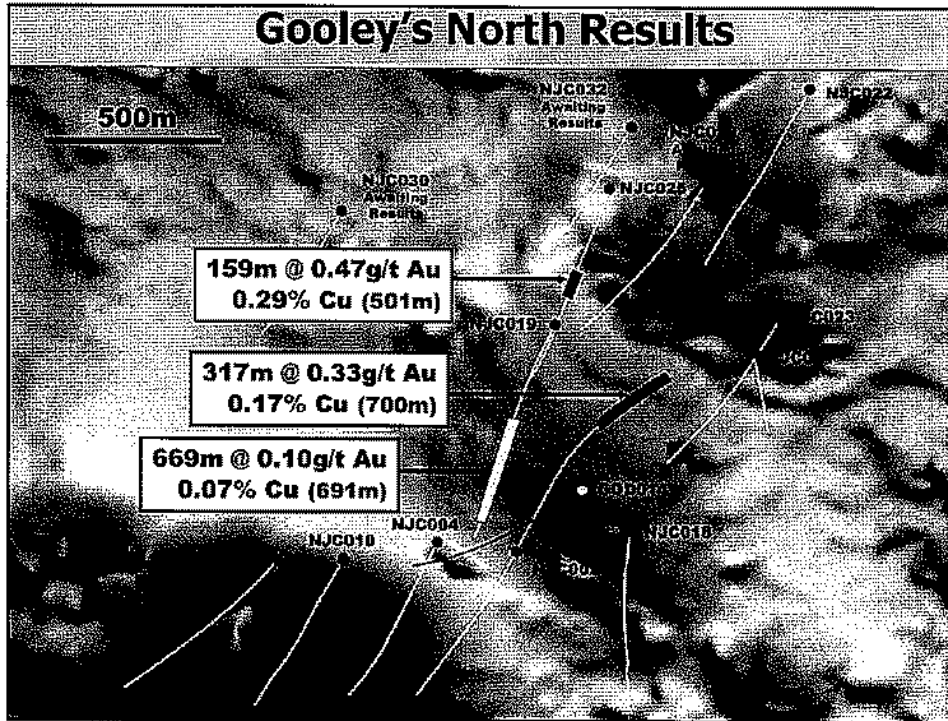 Gooley's North Results
500m
NJC032
Awaiting
Results
NJC022
NJC030
Awaiting
Results
159m @ 0.47g/t Au
0.29% Cu (501m)
NJC019
317m @ 0.33g/t Au
0.17% Cu (700m)
669m @ 0.10g/t Au
0.07% Cu (691m)
NJC004
NJC010
NJC018